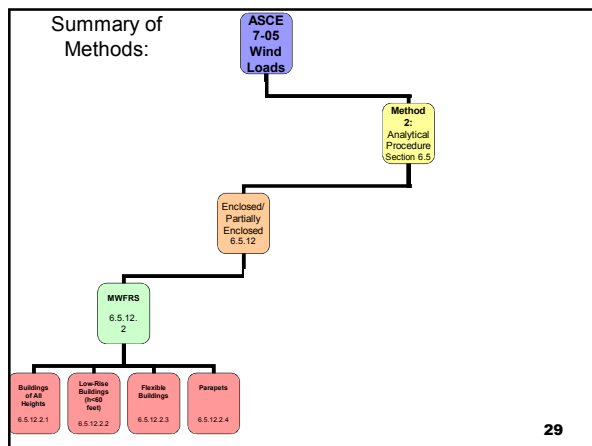 Summary of
Methods:
ASCE
7-05
Wind
Loads
Method
2:
Analytical
Procedure
Section 6.5
Enclosed/
Partially
Enclosed
6.5.12
MWFRS
6.5.12.
2
Buildings
of All
Heights
6.5.12.2.1
Low-Rise
Buildings
(h<60
feet)
6.5.12.2.2
Flexible
Buildings
6.5.12.2.3
Parapets
6.5.12.2.4
29